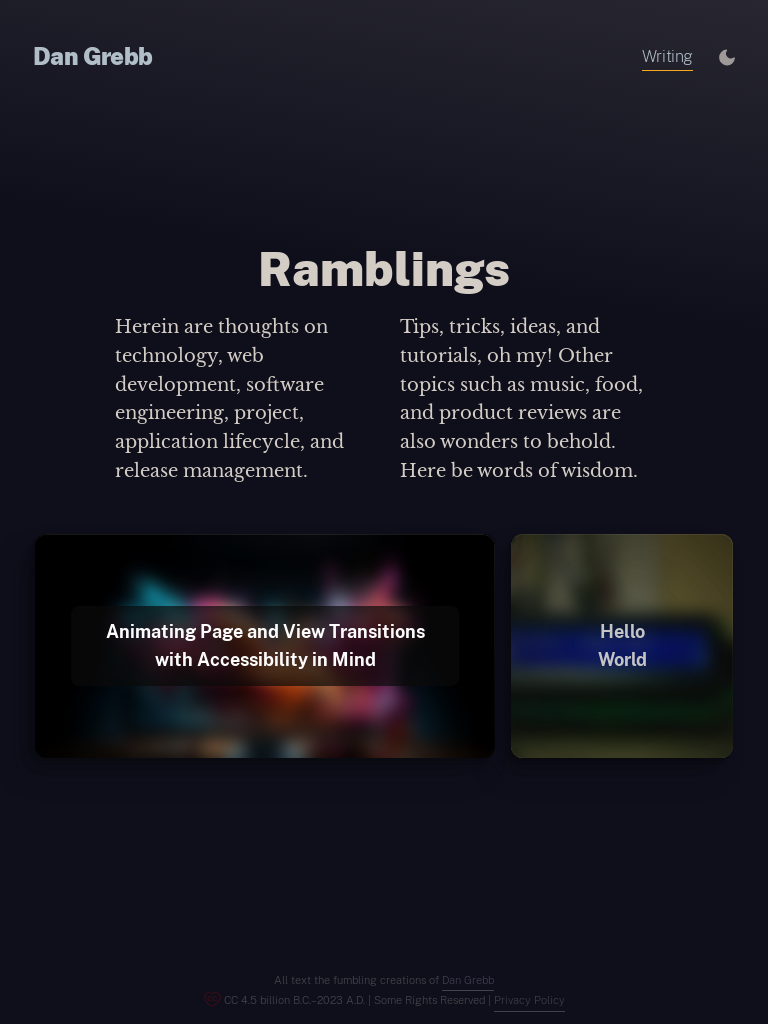 Dan Grebb
Writing
Ramblings
Herein are thoughts on
technology, web
development, software
engineering, project,
application lifecycle, and
release management.
Tips, tricks, ideas, and
tutorials, oh my! Other
topics such as music, food,
and product reviews are
also wonders to behold.
Here be words of wisdom.
Animating Page and View Transitions
with Accessibility in Mind
Hello
World
All text the fumbling creations of Dan Grebb
CC 4.5 billion B.C.–2023 A.D. | Some Rights Reserved | Privacy Policy